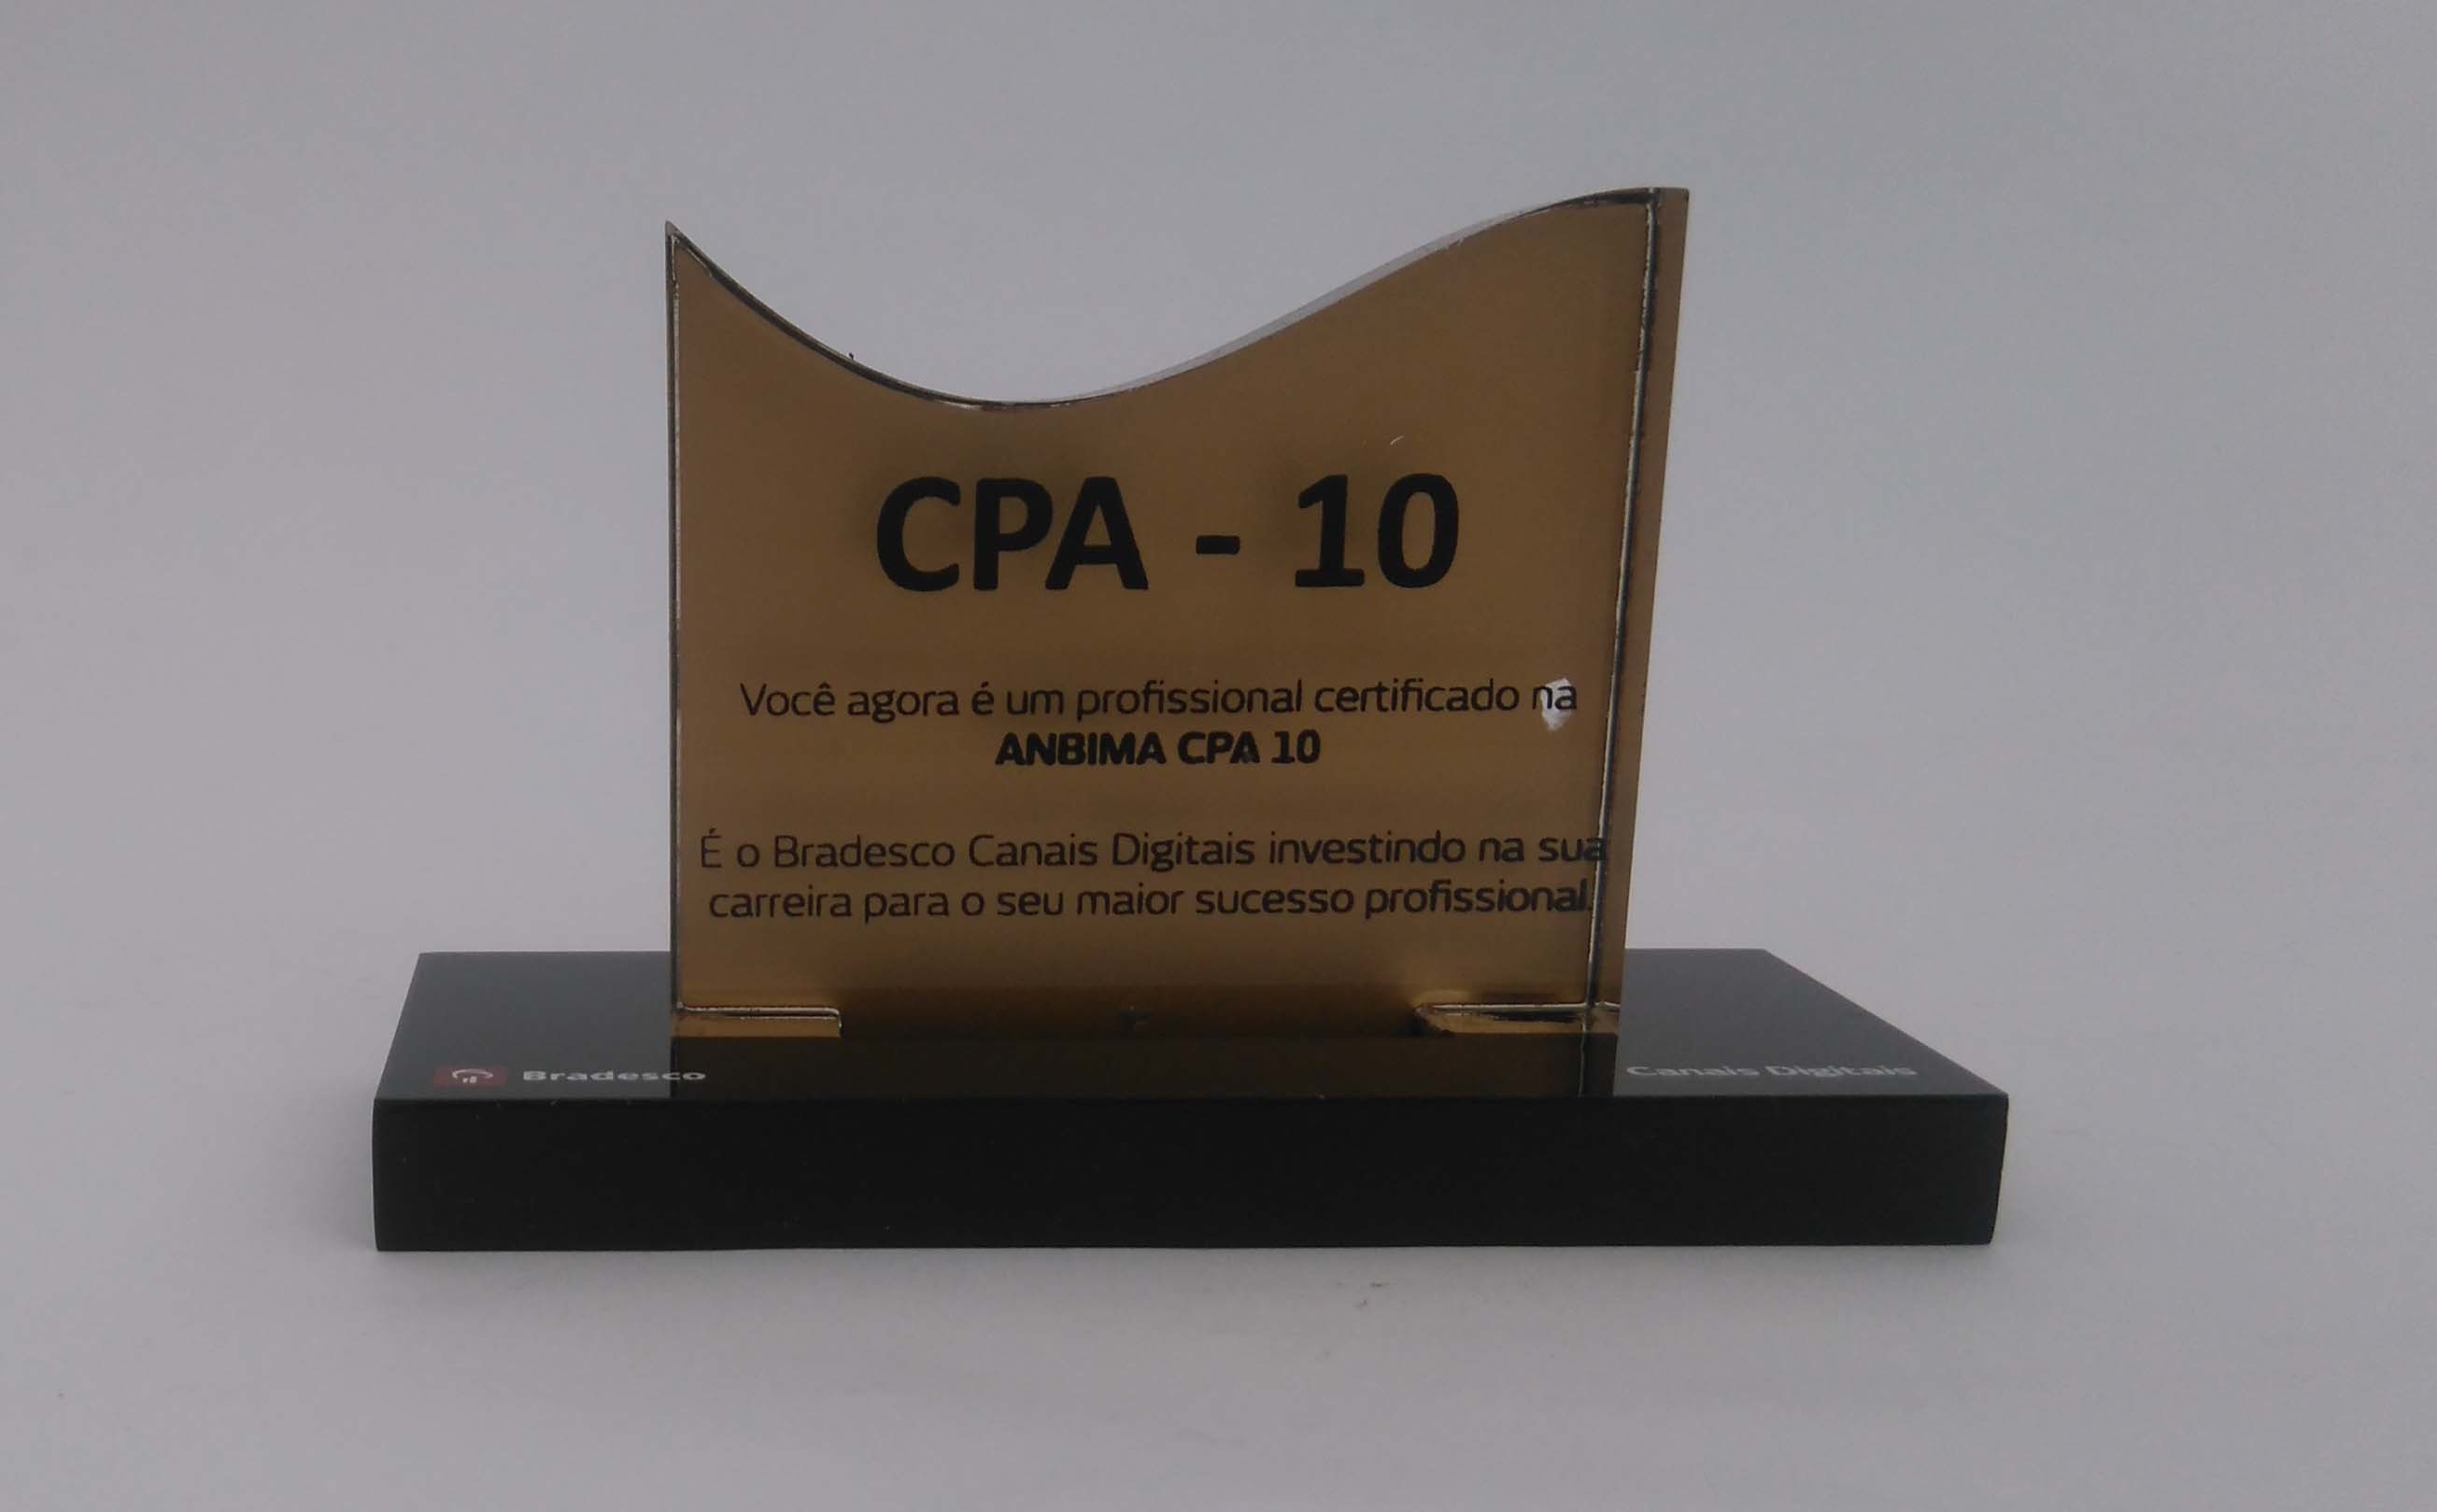 CPA - 10
Você agora é um profissional certificado na
ANBIMA CPA 10
É o Bradesco Canais Digitais investindo na sua
carreira para o seu maior sucesso profissional.
Bradesco
Canais Digitais